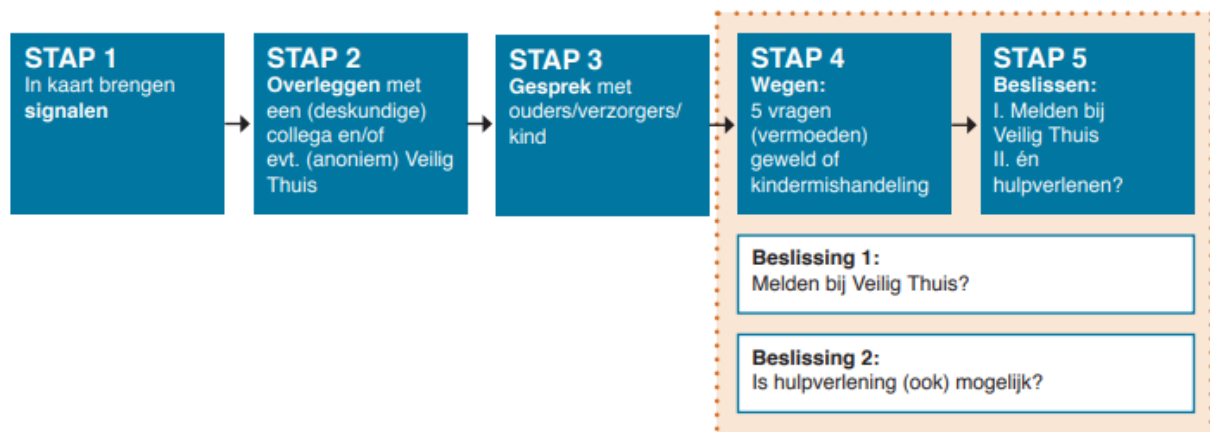 STAP 1
In kaart brengen
signalen
STAP 2
Overleggen met
een (deskundige)
collega en/of
evt. (anoniem) Veilig
Thuis
STAP 3
Gesprek met
ouders/verzorgers/
kind
STAP 4
Wegen:
5 vragen
(vermoeden)
geweld of
kindermishandeling
STAP 5
Beslissen:
I. Melden bij
Veilig Thuis
II. én
hulpverlenen?
Beslissing 1:
Melden bij Veilig Thuis?
Beslissing 2:
Is hulpverlening (ook) mogelijk?